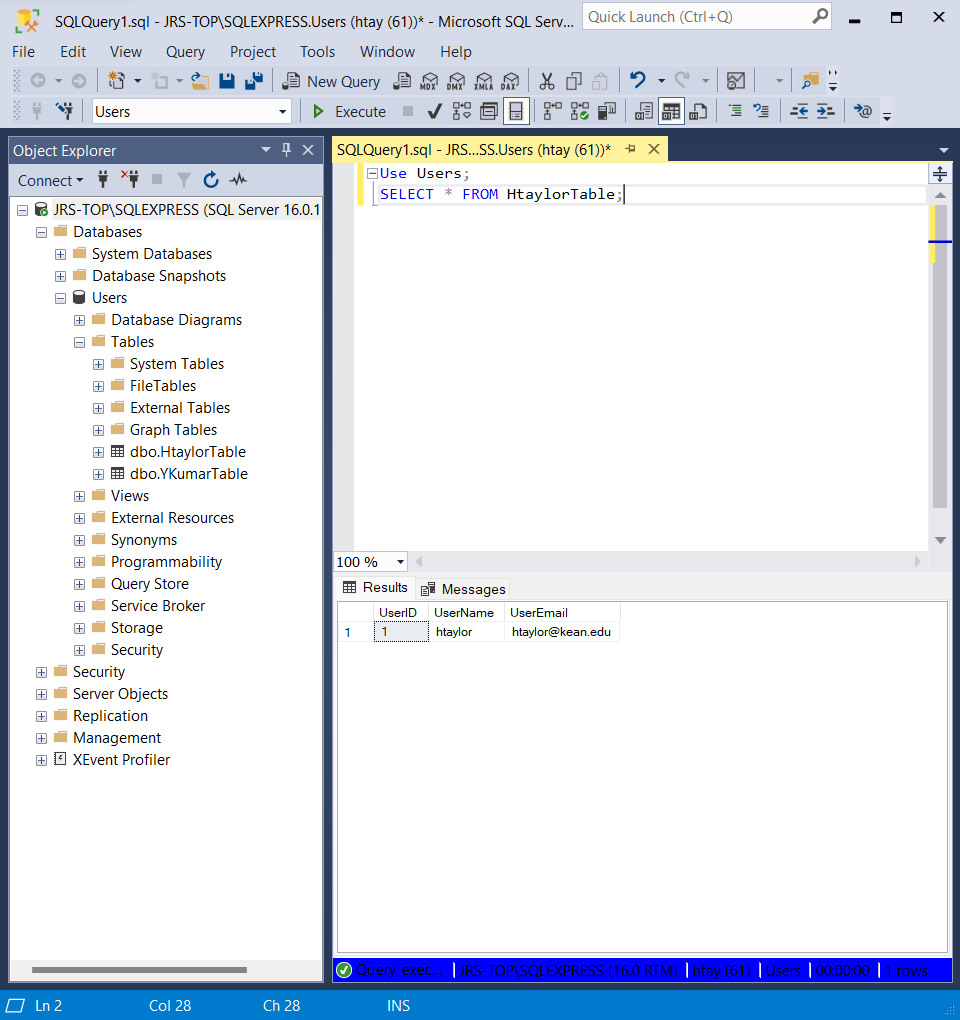 SQLQuery1.sql - JRS-TOP\SQLEXPRESS.Users (htay (61))* - Microsoft SQL Serv...
Quick Launch (Ctrl+Q)
File Edit View Query Project Tools Window Help
New Query
MDX DMX XMLA DAX
Users
Execute
Object Explorer
SQLQuery1.sql - JRS...SS.Users (htay (61))*
Connect
JRS-TOP\SQLEXPRESS (SQL Server 16.0.1
Databases
System Databases
Database Snapshots
Users
Database Diagrams
Tables
System Tables
FileTables
External Tables
Graph Tables
dbo.HtaylorTable
dbo.YKumarTable
Views
External Resources
Synonyms
Programmability
Query Store
Service Broker
Storage
Security
Security
Server Objects
Replication
Management
XEvent Profiler
Use Users;
SELECT * FROM HtaylorTable;
100 %
Results Messages
UserID UserName UserEmail
1 1 htaylor htaylor@kean.edu
Query exec... JRS-TOP\SQLEXPRESS (16.0 RTM) htay (61) Users 00:00:00 1 rows
Ln 2 Col 28 Ch 28 INS